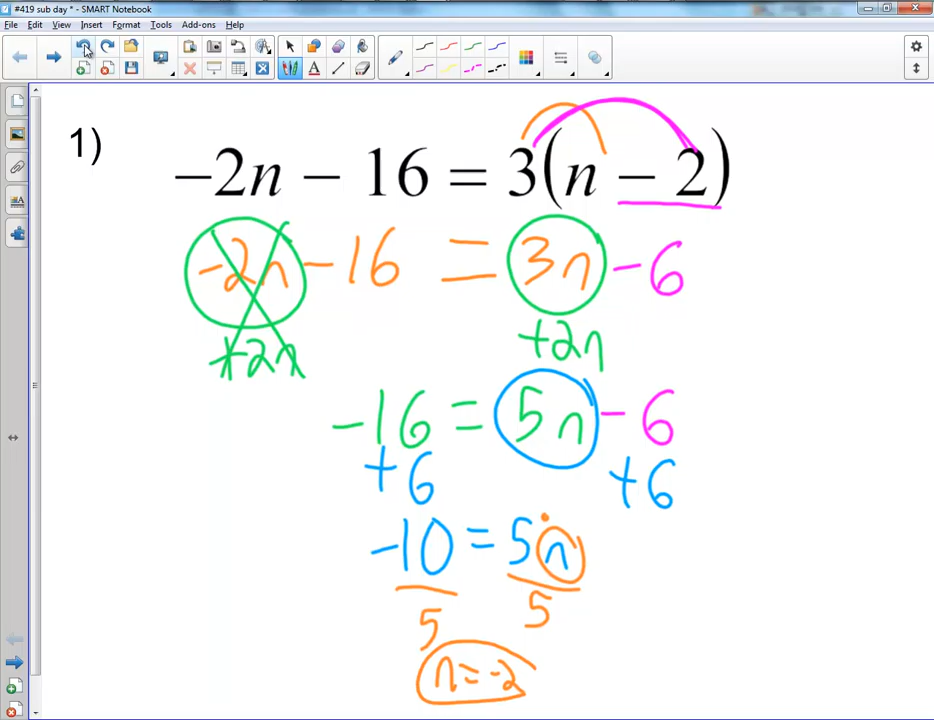 #419 sub day * - SMART Notebook
File Edit View Insert Format Tools Add-ons Help
1)
−2n − 16 = 3(n − 2)
-2n - 16 = 3n - 6
+2n +2n
-16 = 5n - 6
+6 +6
-10 = 5n
5 5
n = -2